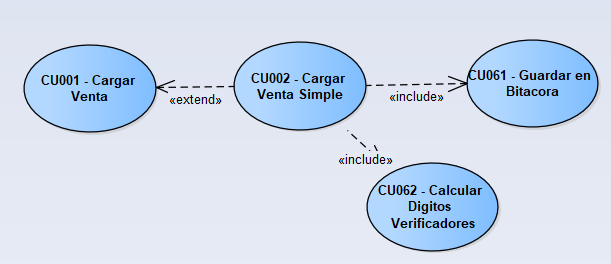 CU001 - Cargar
Venta
«extend»
CU002 - Cargar
Venta Simple
«include»
CU061 - Guardar en
Bitacora
«include»
CU062 - Calcular
Digitos
Verificadores